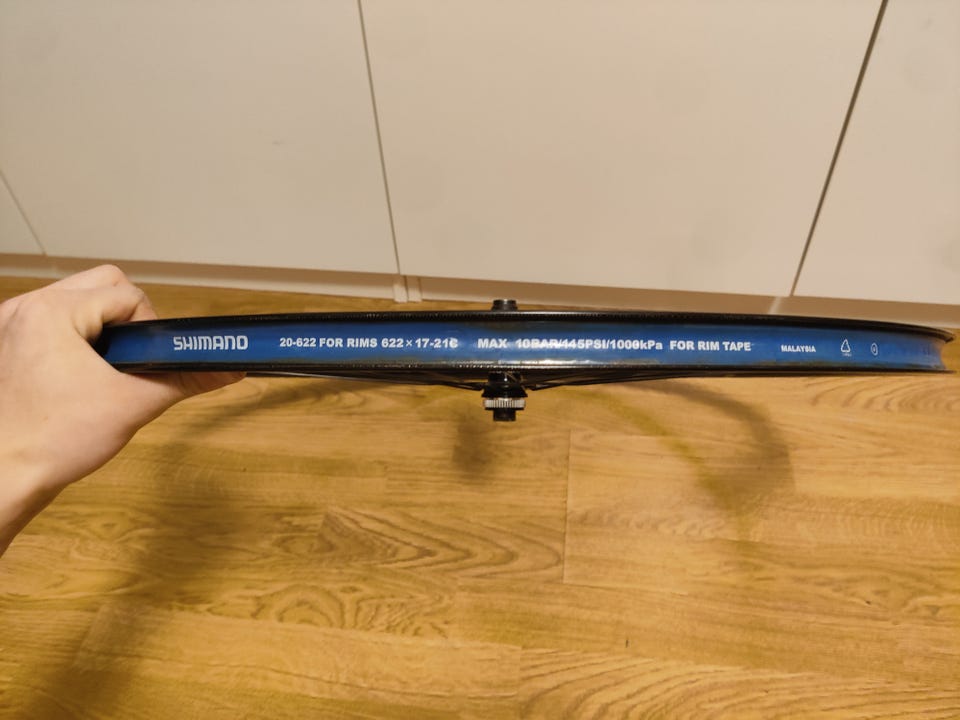 SHIMANO 20-622 FOR RIMS 622×17-21C MAX 10BAR/145PSI/1000kPa FOR RIM TAPE MALAYSIA